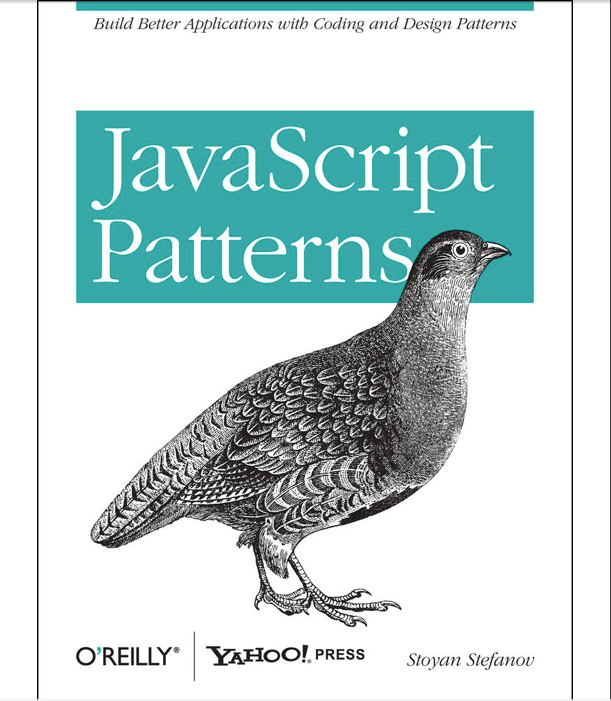 Build Better Applications with Coding and Design Patterns
JavaScript
Patterns
O'REILLY®
YAHOO!® PRESS
Stoyan Stefanov